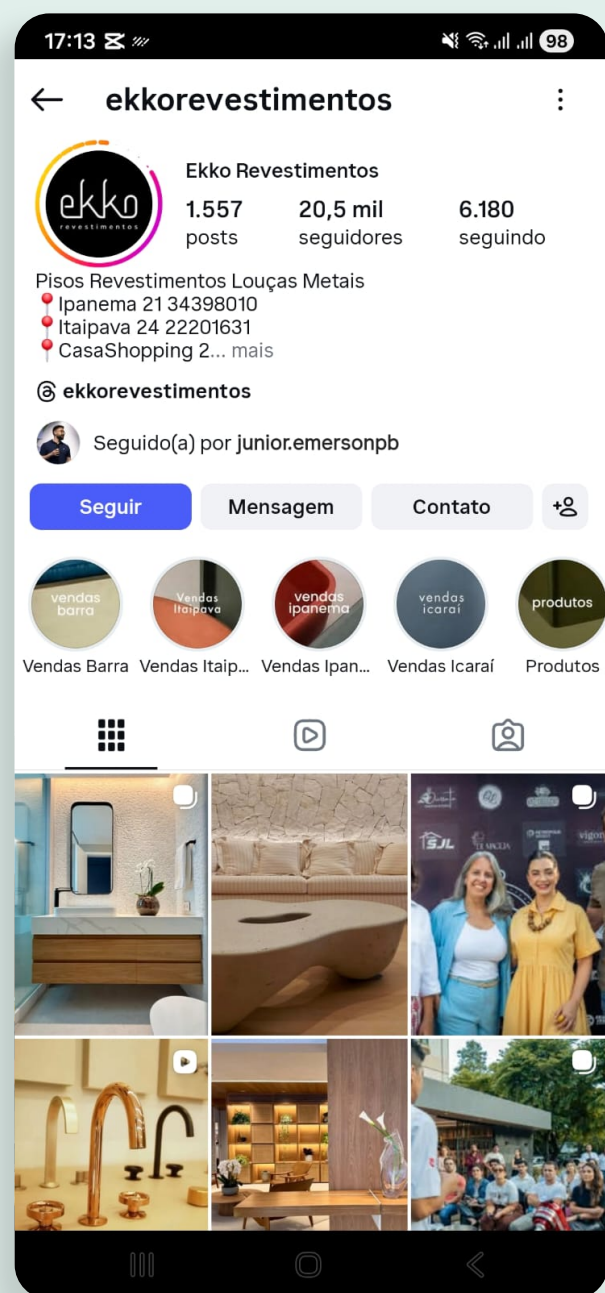 17:13
98
ekkorevestimentos
ekko
revestimentos
Ekko Revestimentos
1.557
posts
20,5 mil
seguidores
6.180
seguindo
Pisos Revestimentos Louças Metais
Ipanema 21 34398010
Itaipava 24 22201631
CasaShopping 2... mais
ekkorevestimentos
Seguido(a) por junior.emersonpb
Seguir
Mensagem
Contato
vendas
barra
Vendas
Itaipava
vendas
ipanema
vendas
icaraí
produtos
Vendas Barra
Vendas Itaip...
Vendas Ipan...
Vendas Icaraí
Produtos
SJL
vigor